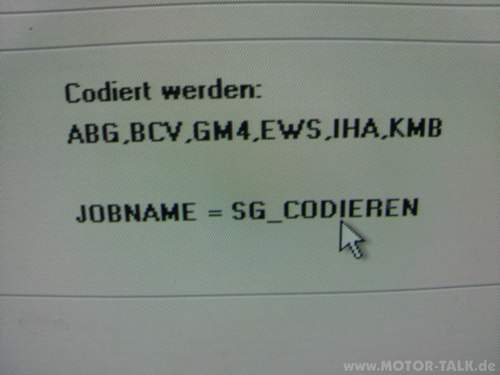 Codiert werden:
ABG,BCV,GM4,EWS,IHA,KMB
JOBNAME = SG_CODIEREN
www.MOTOR-TALK.de